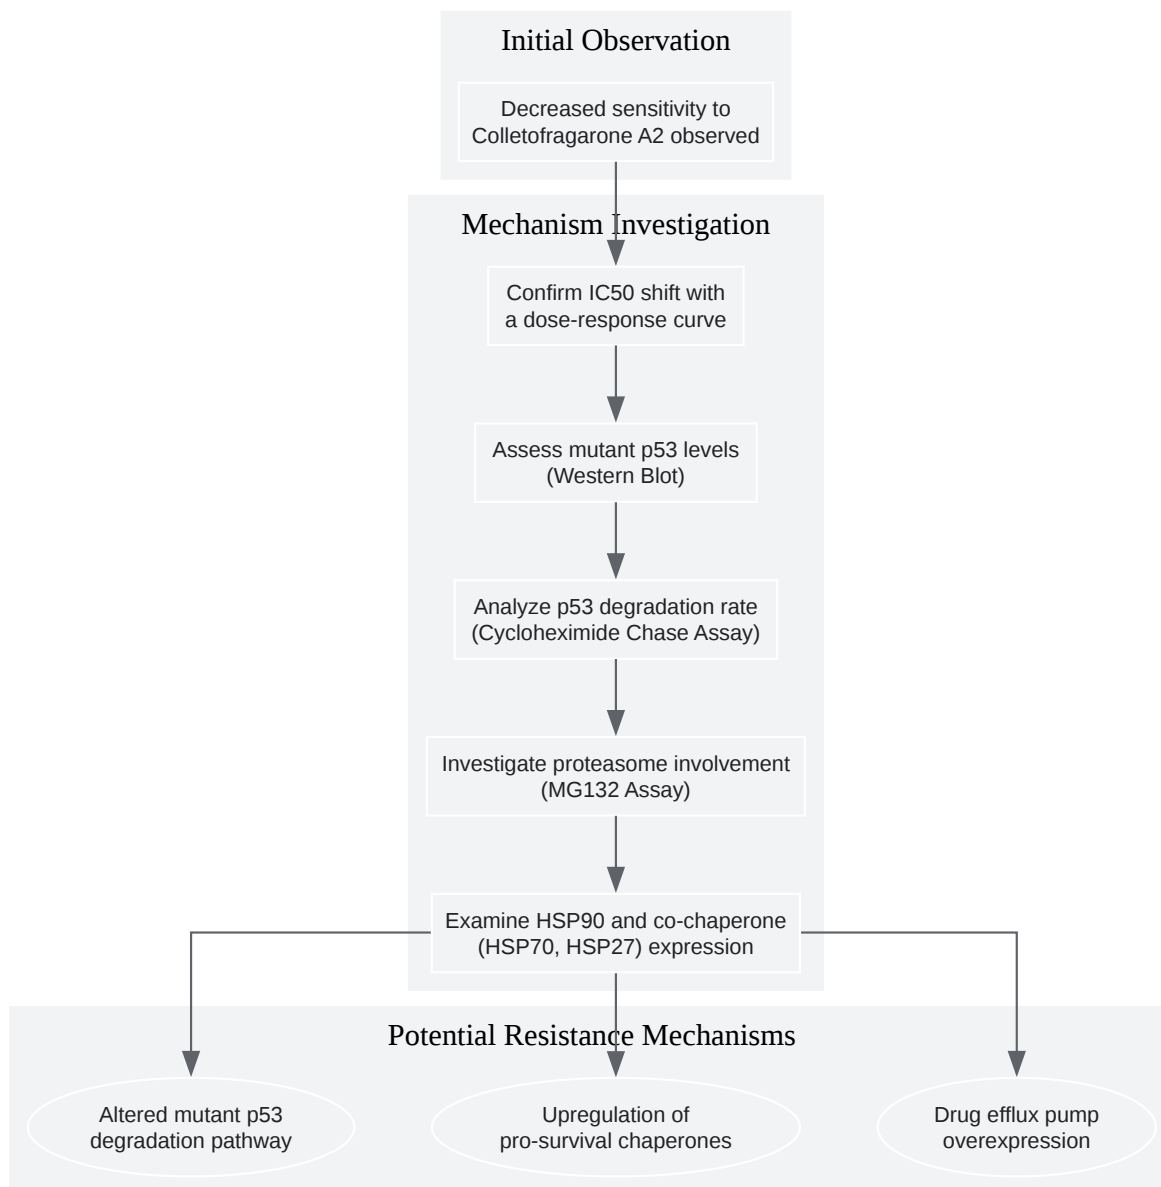 Initial Observation
Decreased sensitivity to
Colletofragarone A2 observed
Mechanism Investigation
Confirm IC50 shift with
a dose-response curve
Assess mutant p53 levels
(Western Blot)
Analyze p53 degradation rate
(Cycloheximide Chase Assay)
Investigate proteasome involvement
(MG132 Assay)
Examine HSP90 and co-chaperone
(HSP70, HSP27) expression
Potential Resistance Mechanisms
Altered mutant p53
degradation pathway
Upregulation of
pro-survival chaperones
Drug efflux pump
overexpression